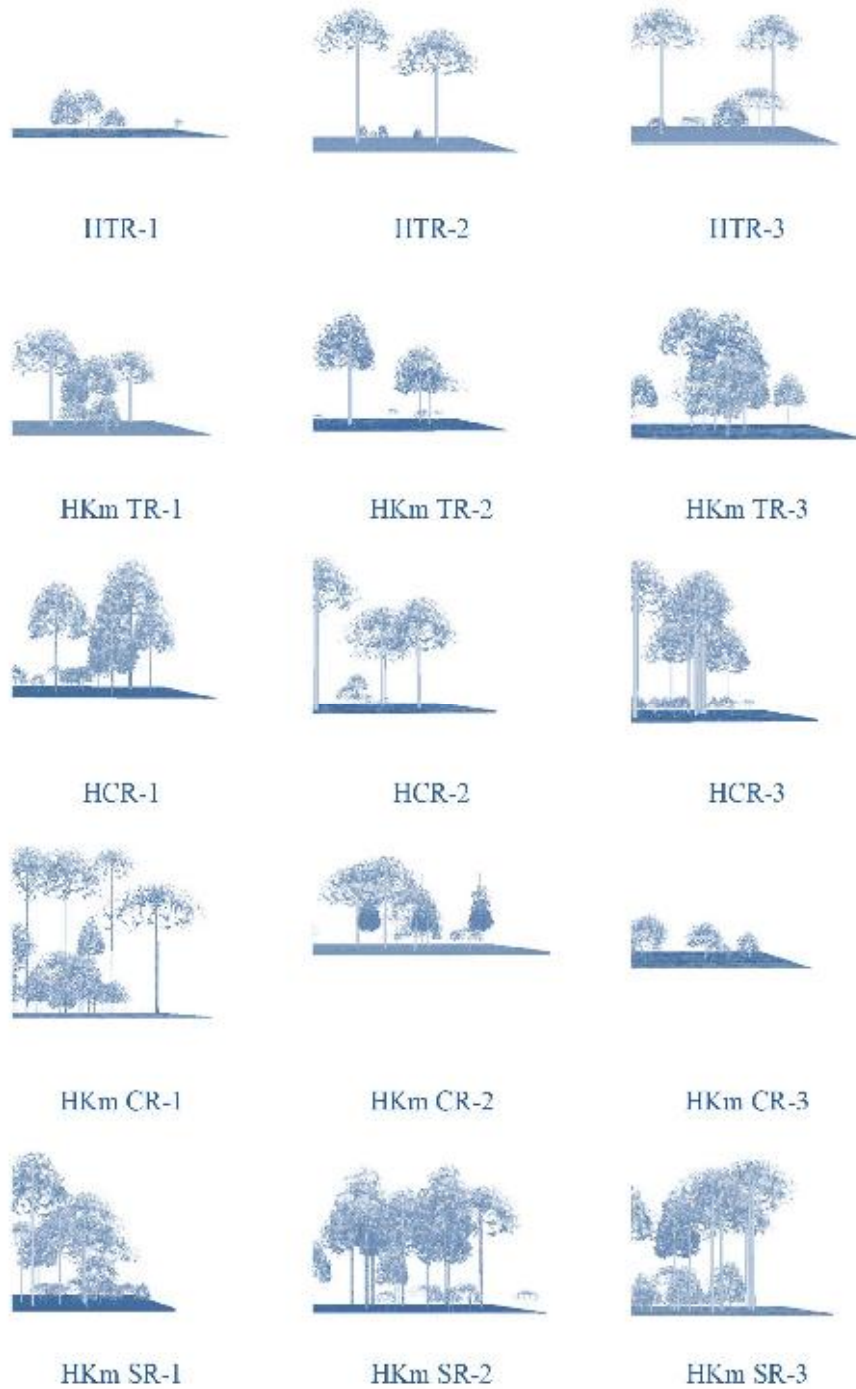 HTR-1 HTR-2 HTR-3
HKm TR-1 HKm TR-2 HKm TR-3
HCR-1 HCR-2 HCR-3
HKm CR-1 HKm CR-2 HKm CR-3
HKm SR-1 HKm SR-2 HKm SR-3